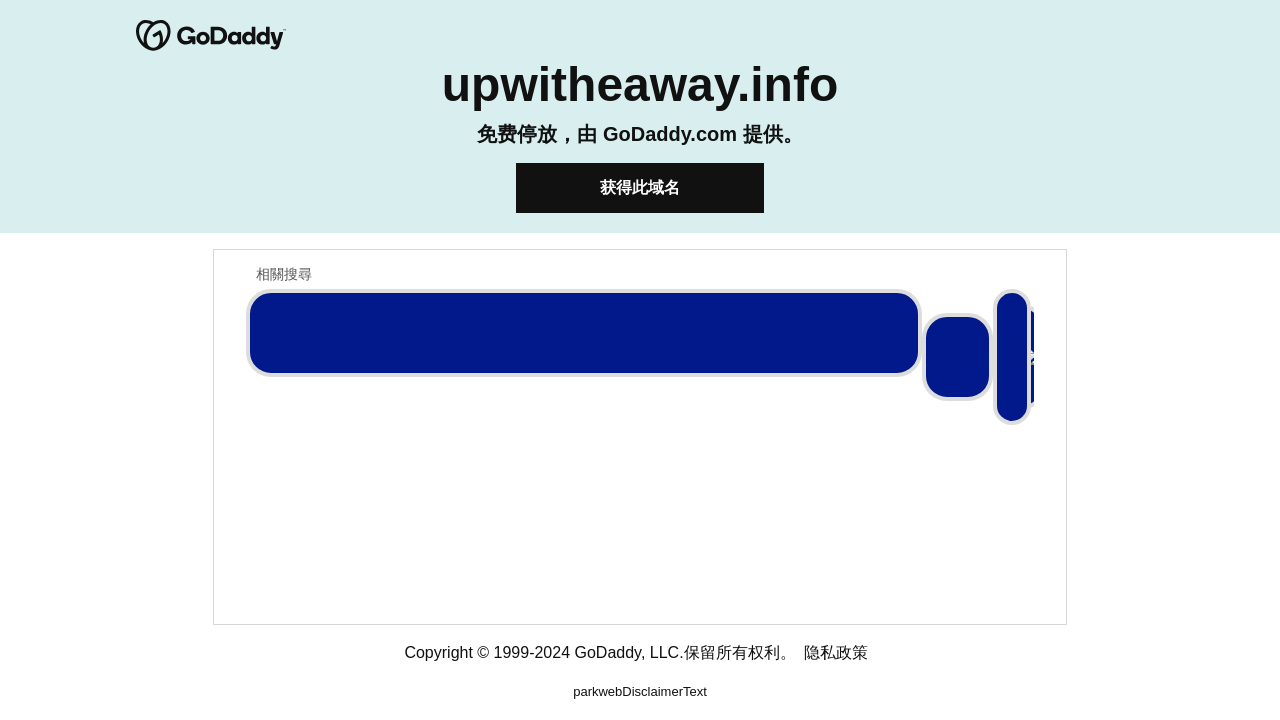 GoDaddy
upwitheaway.info
免费停放，由 GoDaddy.com 提供。
获得此域名
相關搜尋
Copyright © 1999-2024 GoDaddy, LLC.保留所有权利。 隐私政策
parkwebDisclaimerText